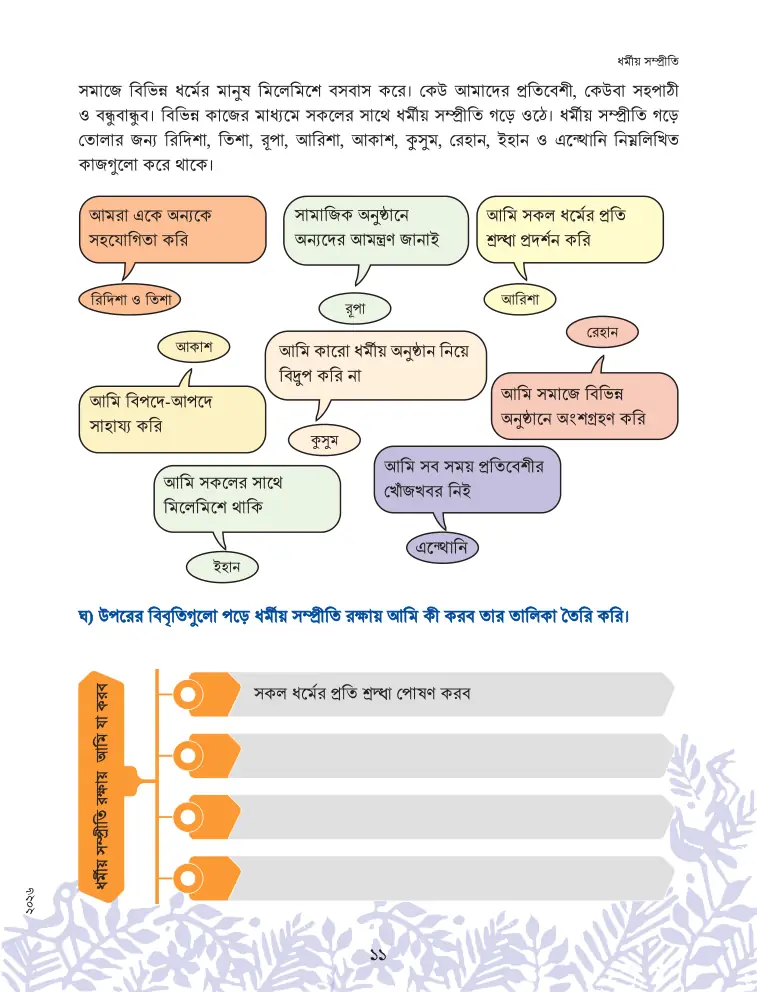 ধর্মীয় সম্প্রীতি
সমাজে বিভিন্ন ধর্মের মানুষ মিলেমিশে বসবাস করে। কেউ আমাদের প্রতিবেশী, কেউবা সহপাঠী
ও বন্ধুবান্ধব। বিভিন্ন কাজের মাধ্যমে সকলের সাথে ধর্মীয় সম্প্রীতি গড়ে ওঠে। ধর্মীয় সম্প্রীতি গড়ে
তোলার জন্য রিদিশা, তিশা, রূপা, আরিশা, আকাশ, কুসুম, রেহান, ইহান ও এন্থোনি নিম্নলিখিত
কাজগুলো করে থাকে।
আমরা একে অন্যকে
সহযোগিতা করি
রিদিশা ও তিশা
সামাজিক অনুষ্ঠানে
অন্যদের আমন্ত্রণ জানাই
রূপা
আমি সকল ধর্মের প্রতি
শ্রদ্ধা প্রদর্শন করি
আরিশা
আকাশ
আমি বিপদে-আপদে
সাহায্য করি
আমি কারো ধর্মীয় অনুষ্ঠান নিয়ে
বিদ্রুপ করি না
কুসুম
রেহান
আমি সমাজে বিভিন্ন
অনুষ্ঠানে অংশগ্রহণ করি
আমি সকলের সাথে
মিলেমিশে থাকি
ইহান
আমি সব সময় প্রতিবেশীর
খোঁজখবর নিই
এন্থোনি
ঘ) উপরের বিবৃতিগুলো পড়ে ধর্মীয় সম্প্রীতি রক্ষায় আমি কী করব তার তালিকা তৈরি করি।
ধর্মীয় সম্প্রীতি রক্ষায় আমি যা করব
সকল ধর্মের প্রতি শ্রদ্ধা পোষণ করব
২০২৬
১১